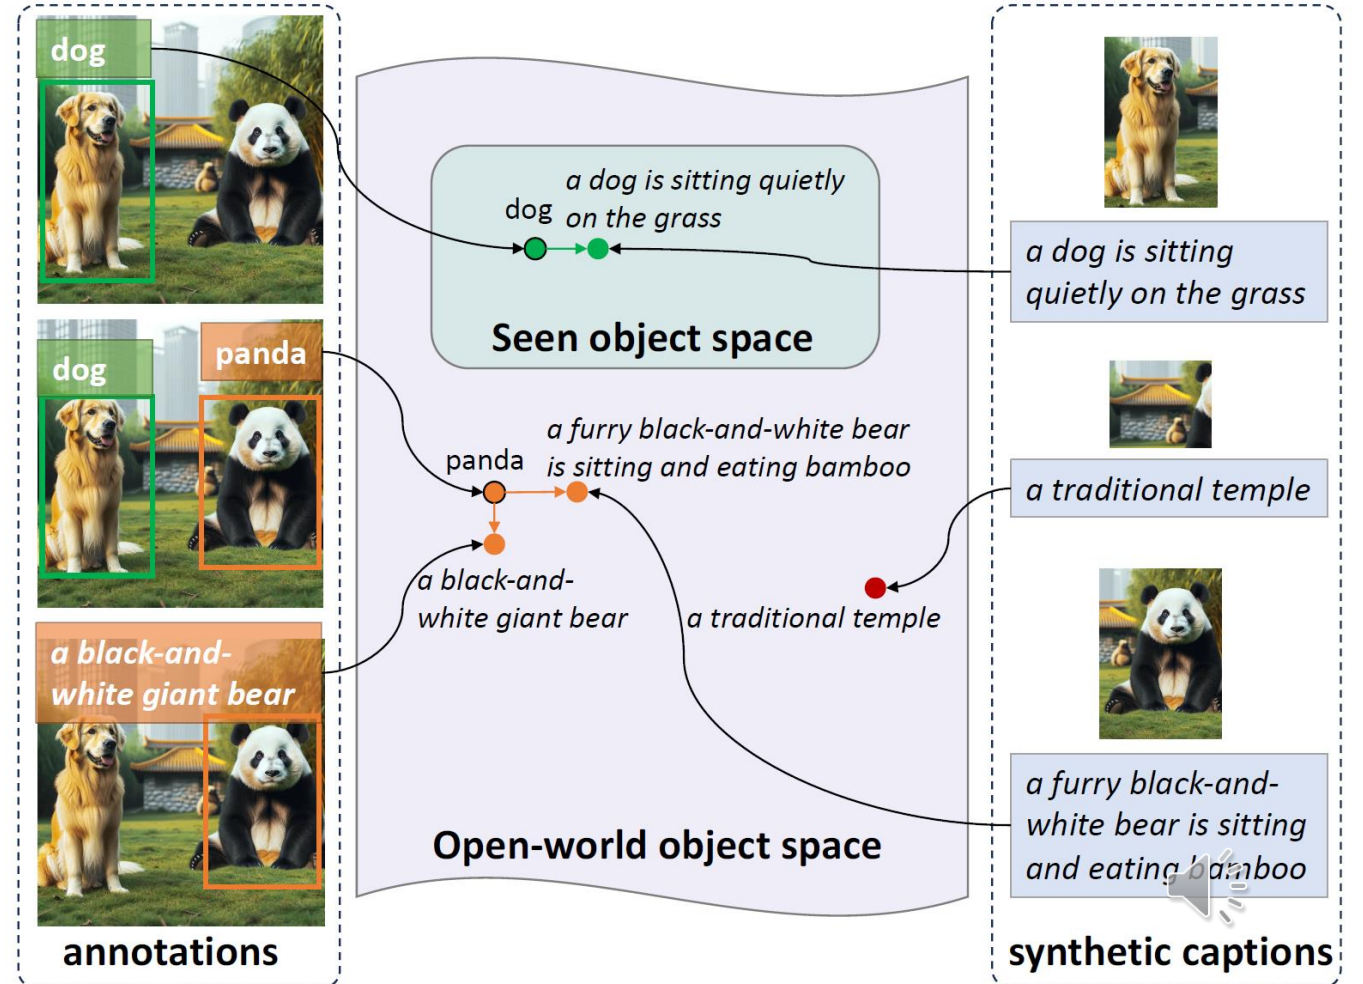 dog
dog
panda
a black-and-
white giant bear
annotations
dog
a dog is sitting quietly
on the grass
Seen object space
panda
a furry black-and-white bear
is sitting and eating bamboo
a black-and-
white giant bear
a traditional temple
Open-world object space
a dog is sitting
quietly on the grass
a traditional temple
a furry black-and-
white bear is sitting
and eating bamboo
synthetic captions